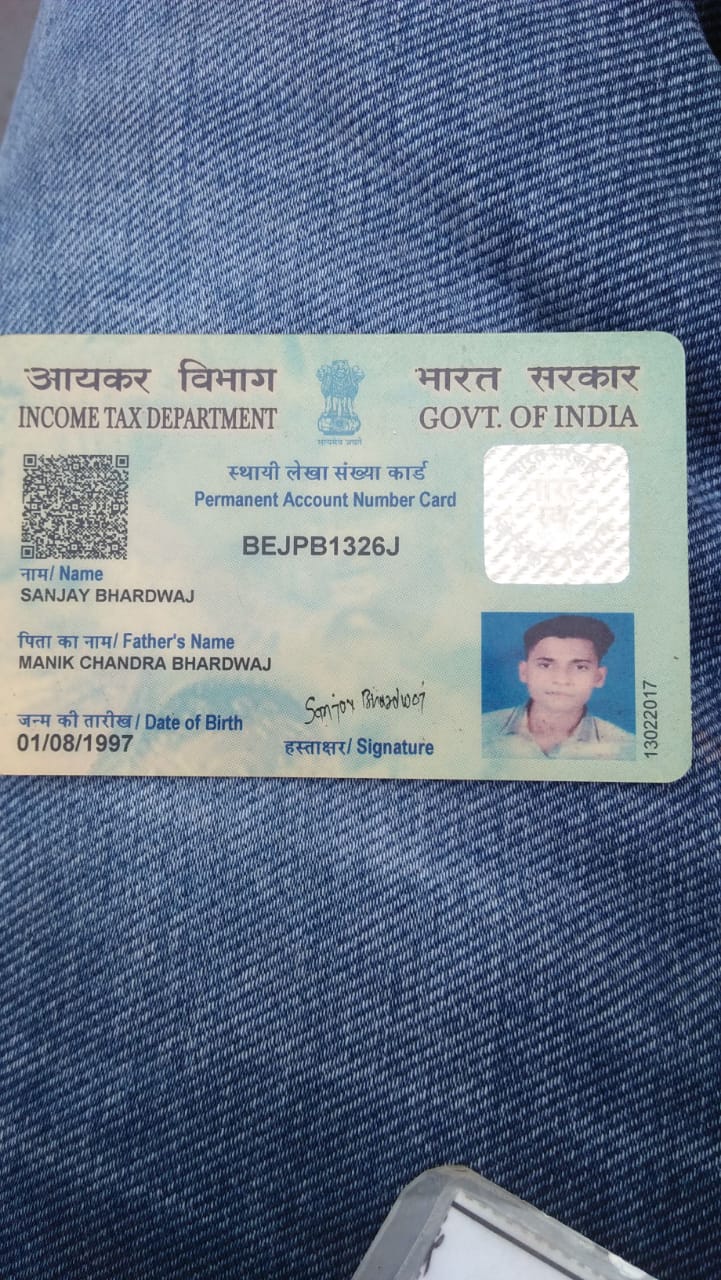 आयकर विभाग
INCOME TAX DEPARTMENT
सत्यमेव जयते
भारत सरकार
GOVT. OF INDIA
स्थायी लेखा संख्या कार्ड
Permanent Account Number Card
BEJPB1326J
नाम/ Name
SANJAY BHARDWAJ
पिता का नाम/ Father's Name
MANIK CHANDRA BHARDWAJ
जन्म की तारीख/ Date of Birth
01/08/1997
Sanjay Bhardwaj
हस्ताक्षर/ Signature
13022017